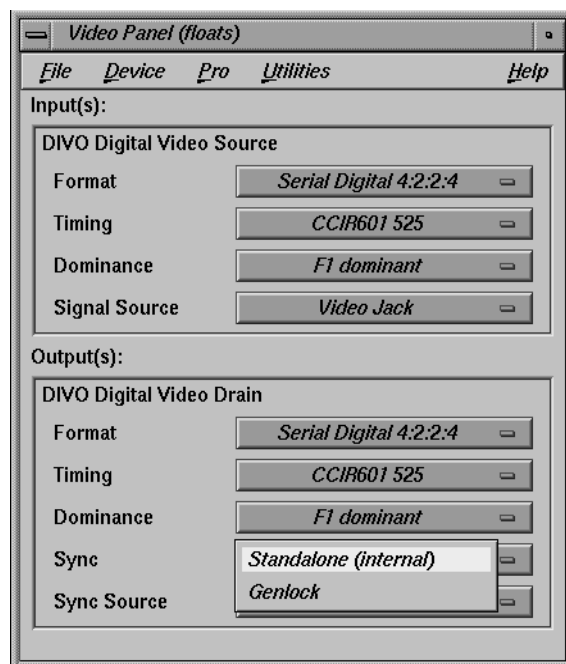 Video Panel (floats)
File Device Pro Utilities Help
Input(s):
DIVO Digital Video Source
Format Serial Digital 4:2:2:4
Timing CCIR601 525
Dominance F1 dominant
Signal Source Video Jack
Output(s):
DIVO Digital Video Drain
Format Serial Digital 4:2:2:4
Timing CCIR601 525
Dominance F1 dominant
Sync Standalone (internal)
Genlock
Sync Source